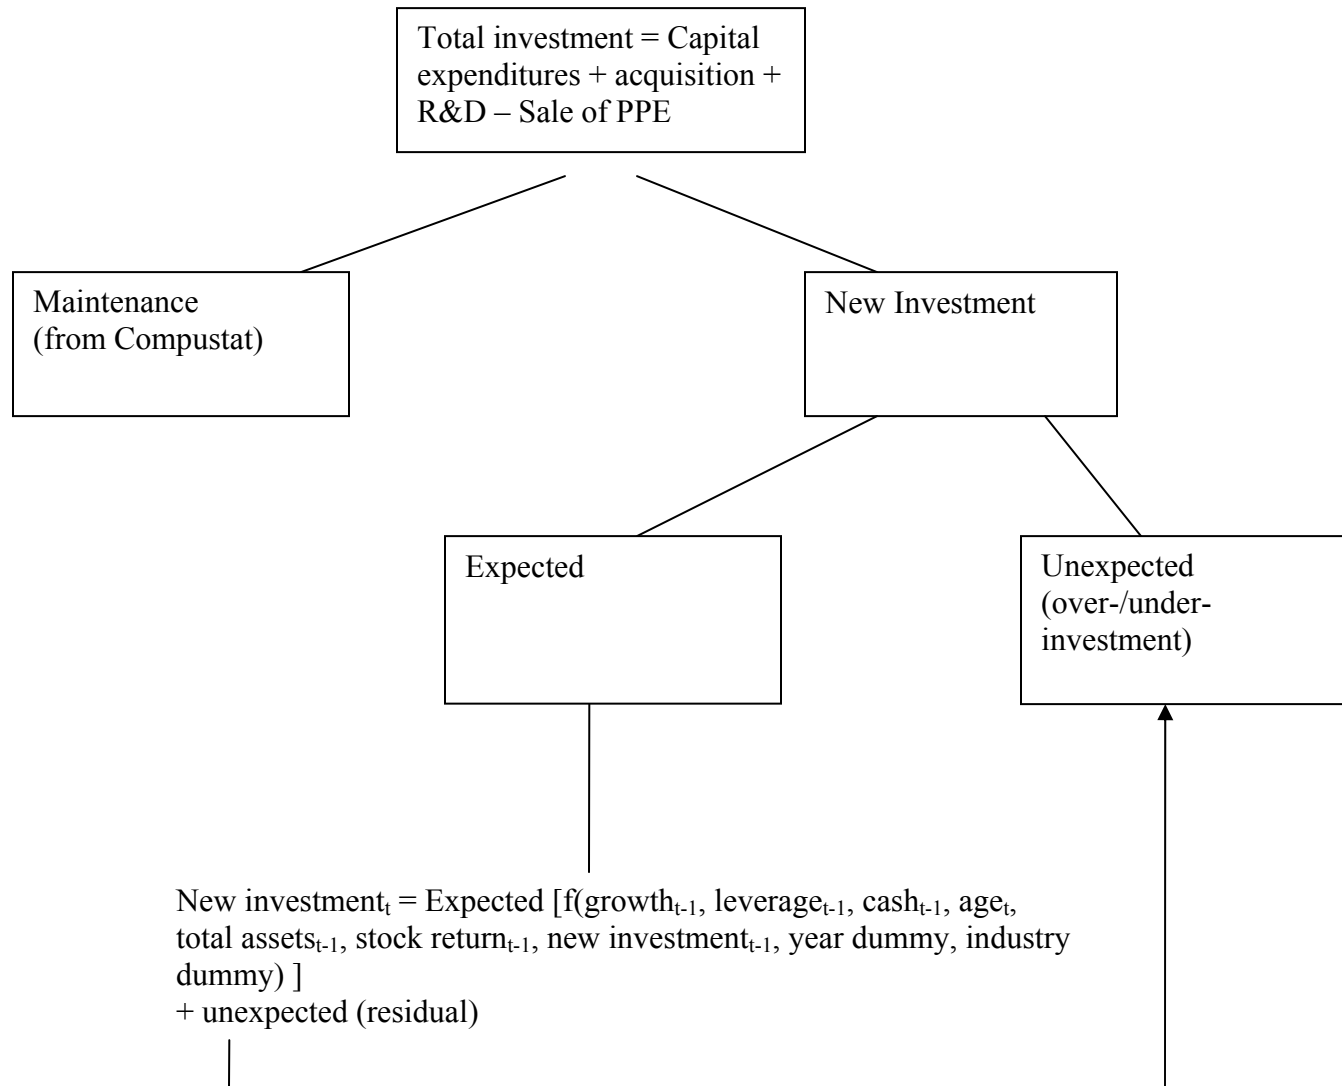 Total investment = Capital
expenditures + acquisition +
R&D – Sale of PPE
Maintenance
(from Compustat)
New Investment
Expected
Unexpected
(over-/under-
investment)
New investmentₜ = Expected [f(growthₜ₋₁, leverageₜ₋₁, cashₜ₋₁, ageₜ,
total assetsₜ₋₁, stock returnₜ₋₁, new investmentₜ₋₁, year dummy, industry
dummy) ]
+ unexpected (residual)